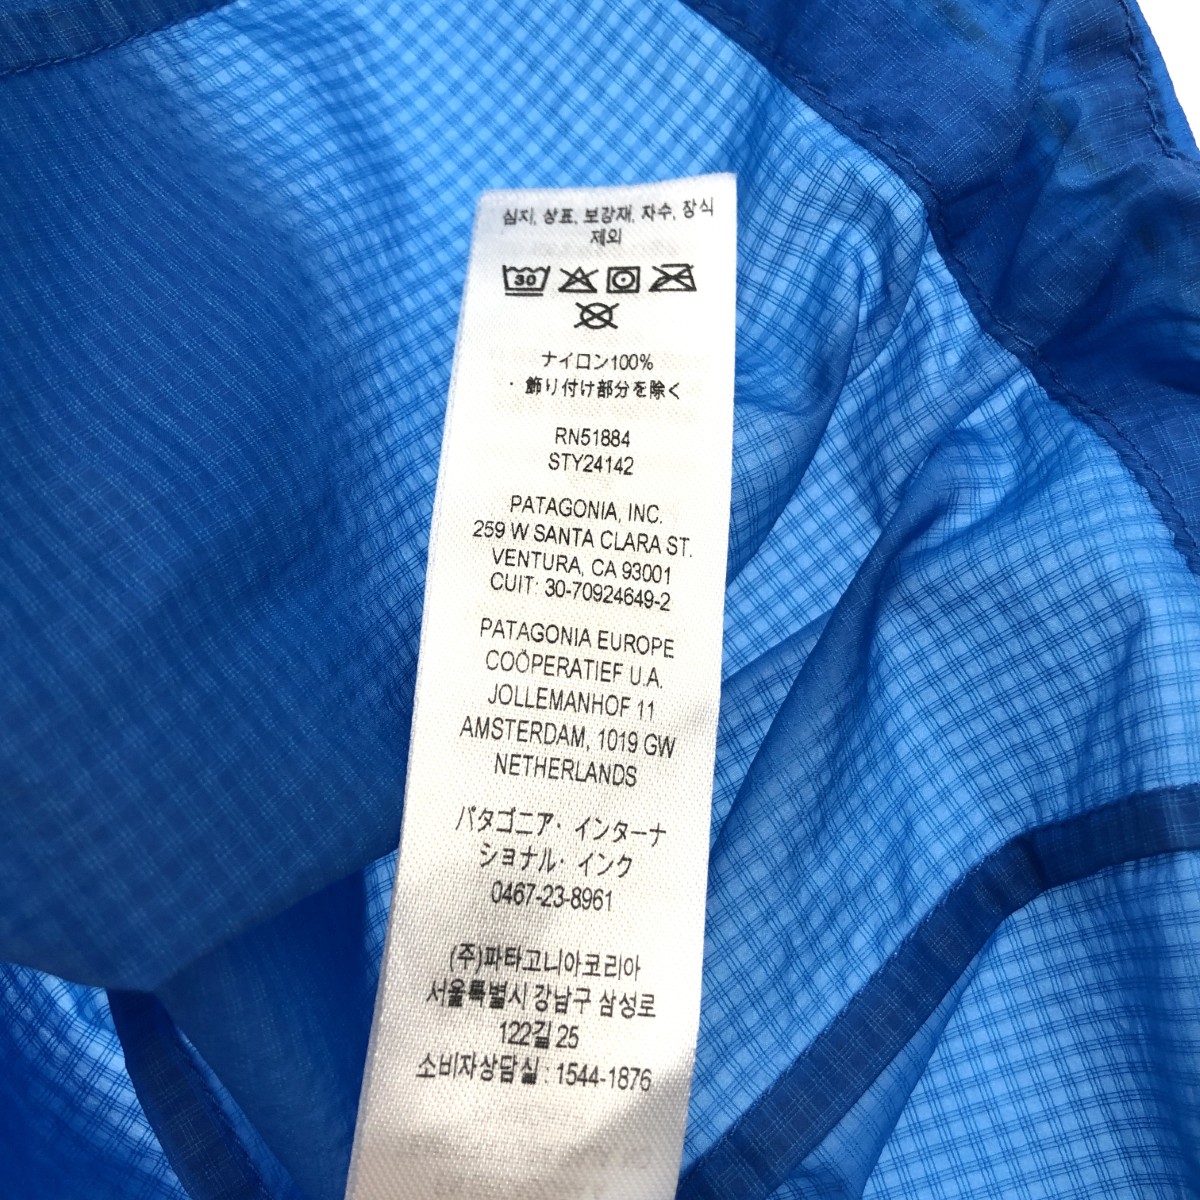 심지, 상표, 보강재, 자수, 장식
제외
30
ナイロン100%
・飾り付け部分を除く
RN51884
STY24142
PATAGONIA, INC.
259 W SANTA CLARA ST.
VENTURA, CA 93001
CUIT: 30-70924649-2
PATAGONIA EUROPE
COÖPERATIEF U.A.
JOLLEMANHOF 11
AMSTERDAM, 1019 GW
NETHERLANDS
パタゴニア・インターナ
ショナル・インク
0467-23-8961
(주)파타고니아코리아
서울특별시 강남구 삼성로
122길 25
소비자상담실 : 1544-1876